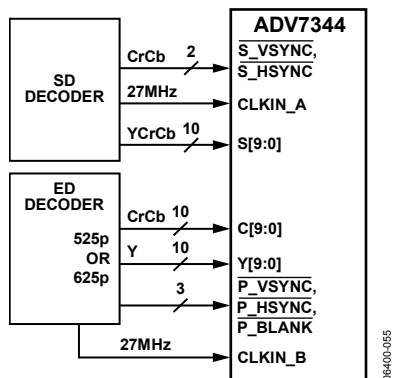 ADV7344
SD
DECODER
CrCb 2
S_VSYNC,
S_HSYNC
27MHz
CLKIN_A
YCrCb 10
S[9:0]
ED
DECODER
525p
OR
625p
CrCb 10
C[9:0]
Y 10
Y[9:0]
3
P_VSYNC,
P_HSYNC,
P_BLANK
27MHz
CLKIN_B
06400-055